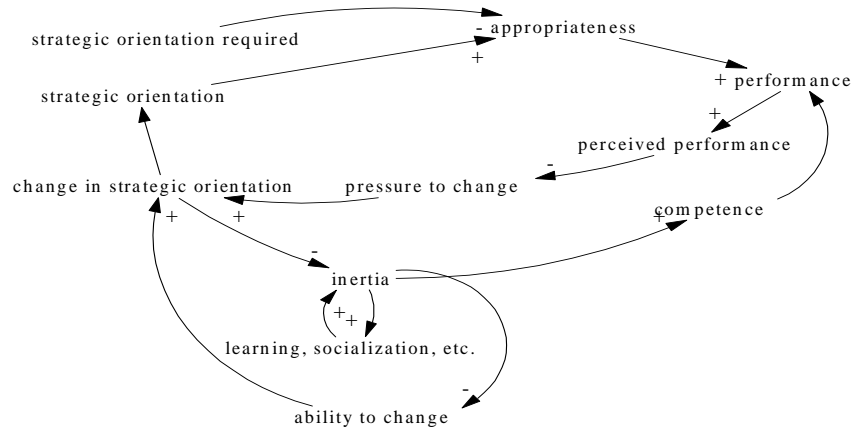 strategic orientation required
- appropriateness
+
strategic orientation
+ performance
+
perceived performance
-
change in strategic orientation
pressure to change
+
+
+
competence
-
inertia
+
+
learning, socialization, etc.
-
ability to change